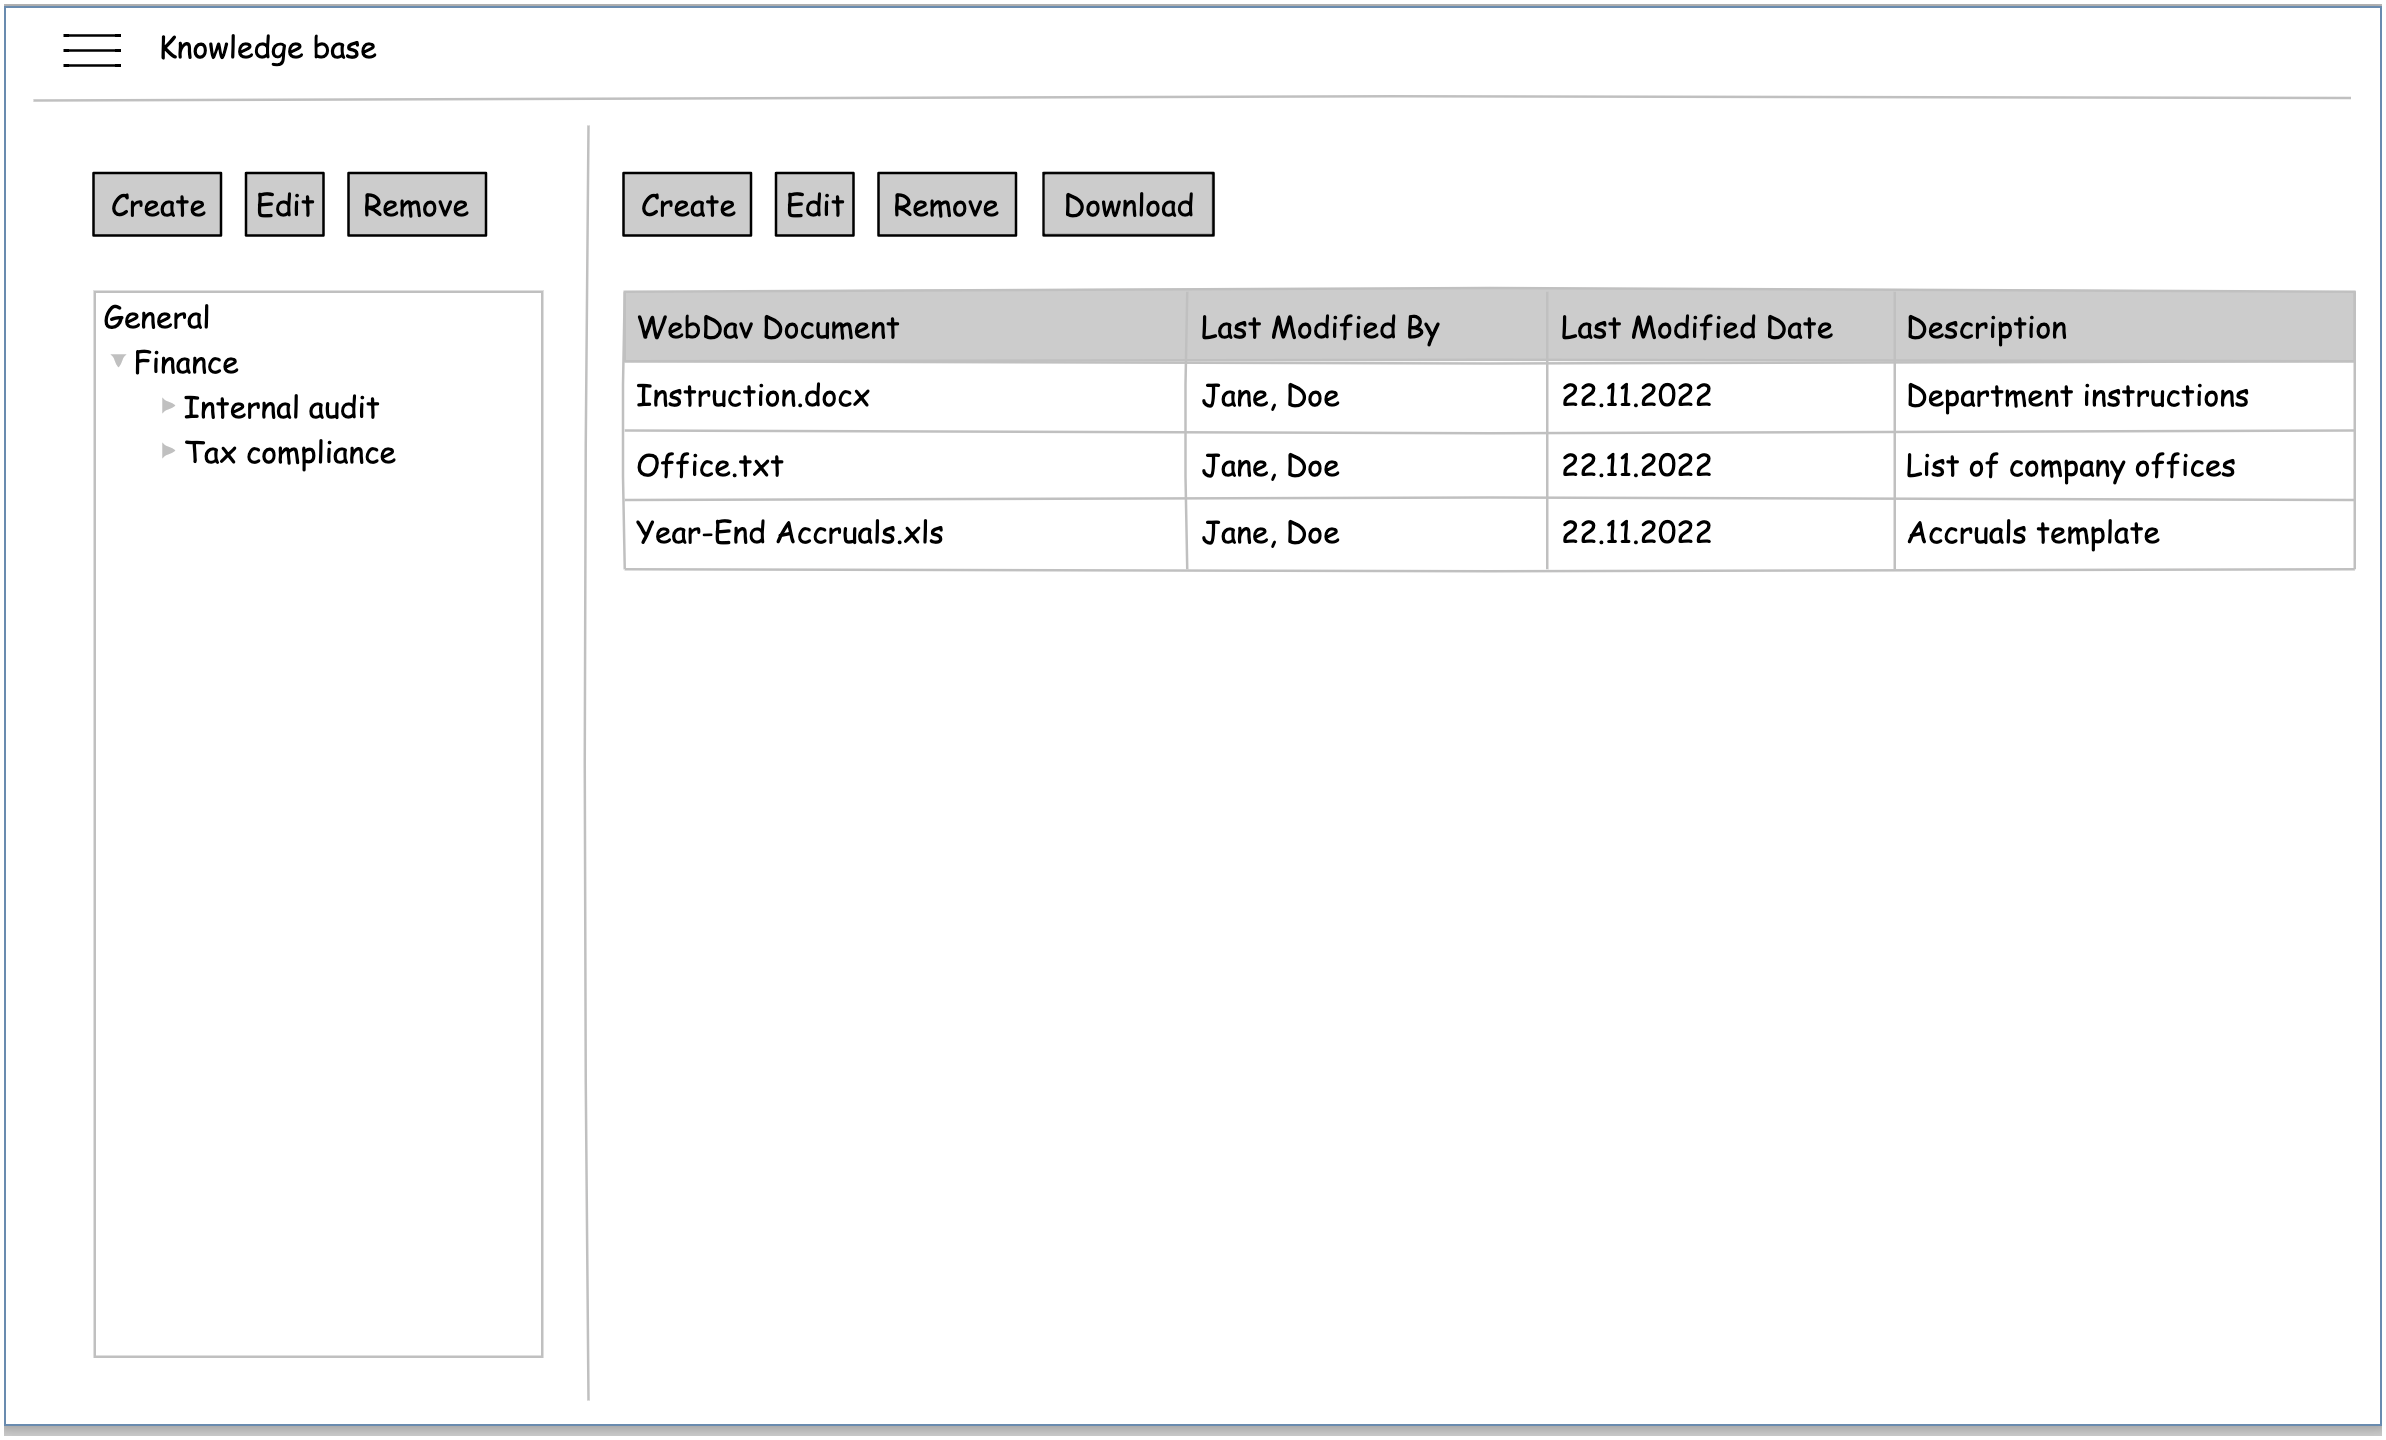 Knowledge base
Create Edit Remove
General
Finance
Internal audit
Tax compliance
Create Edit Remove Download
WebDav Document Last Modified By Last Modified Date Description
Instruction.docx Jane, Doe 22.11.2022 Department instructions
Office.txt Jane, Doe 22.11.2022 List of company offices
Year-End Accruals.xls Jane, Doe 22.11.2022 Accruals template